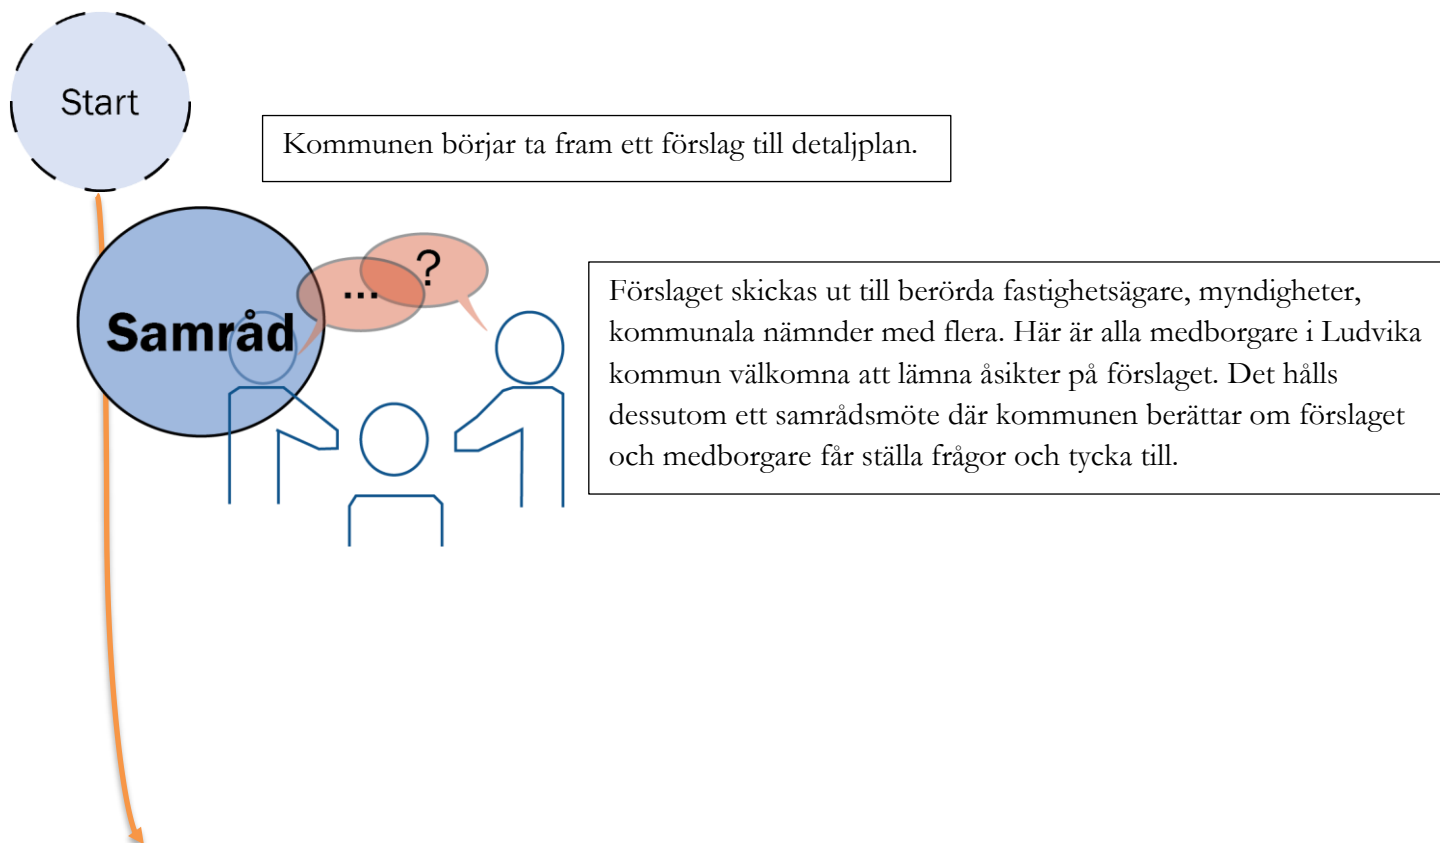 Start
Kommunen börjar ta fram ett förslag till detaljplan.
Samråd
...
?
Förslaget skickas ut till berörda fastighetsägare, myndigheter,
kommunala nämnder med flera. Här är alla medborgare i Ludvika
kommun välkomna att lämna åsikter på förslaget. Det hålls
dessutom ett samrådsmöte där kommunen berättar om förslaget
och medborgare får ställa frågor och tycka till.